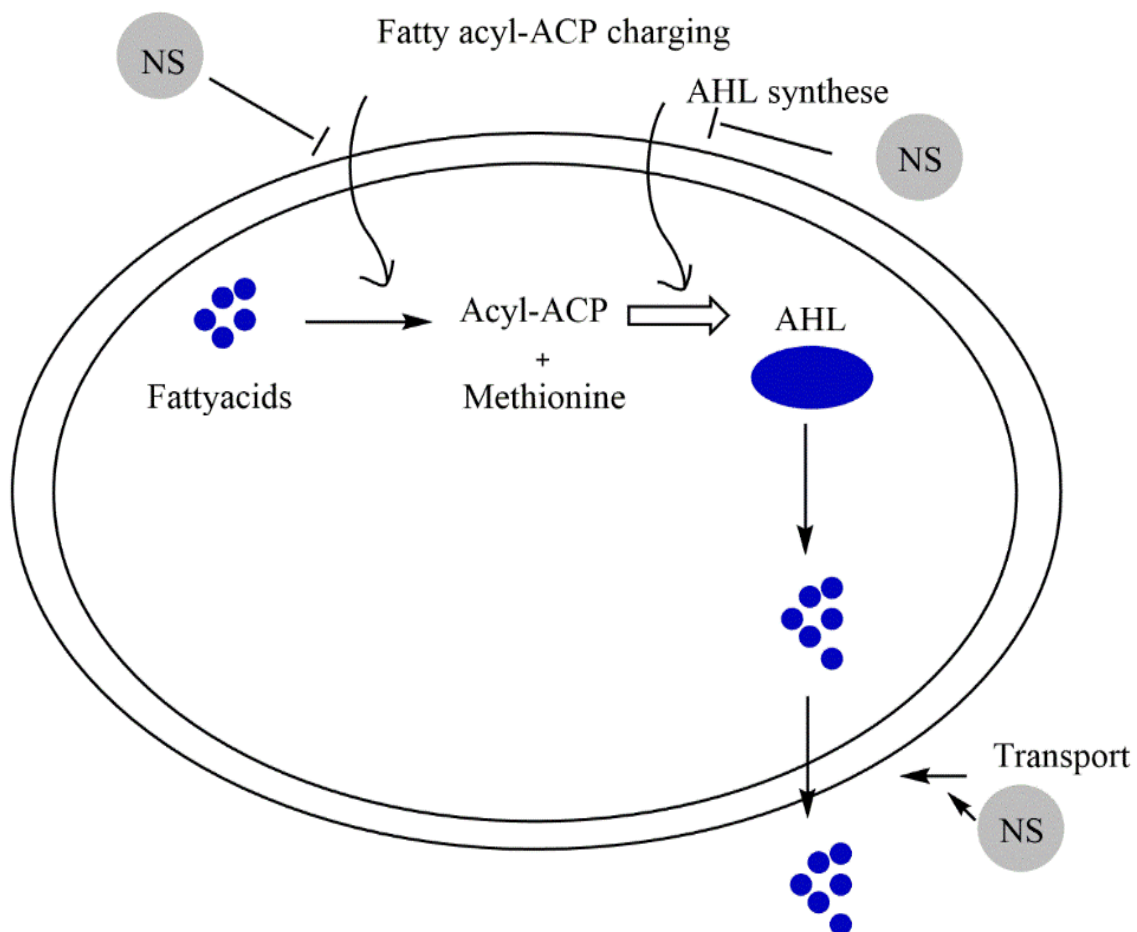 Fatty acyl-ACP charging
NS
AHL synthese
NS
Acyl-ACP
+
Methionine
AHL
Fattyacids
Transport
NS